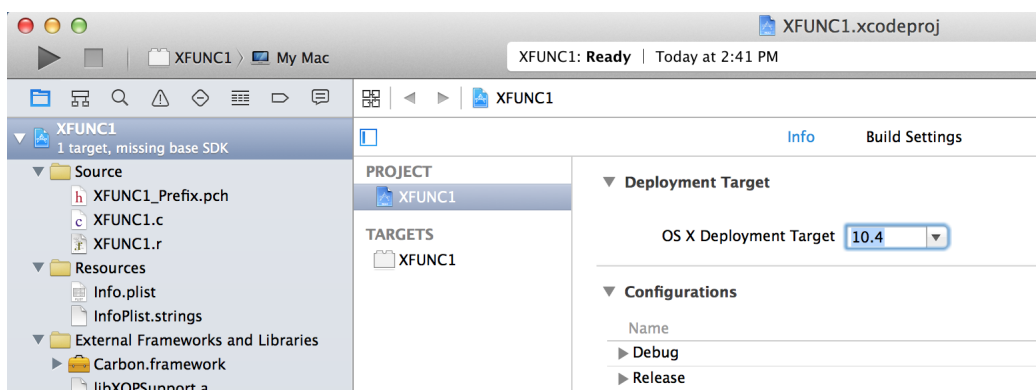 XFUNC1.xcodeproj
XFUNC1 My Mac
XFUNC1: Ready | Today at 2:41 PM
XFUNC1
XFUNC1
1 target, missing base SDK
Source
h XFUNC1_Prefix.pch
c XFUNC1.c
r XFUNC1.r
Resources
Info.plist
InfoPlist.strings
External Frameworks and Libraries
Carbon.framework
libXOPSupport.a
Info Build Settings
PROJECT
XFUNC1
TARGETS
XFUNC1
Deployment Target
OS X Deployment Target 10.4
Configurations
Name
Debug
Release